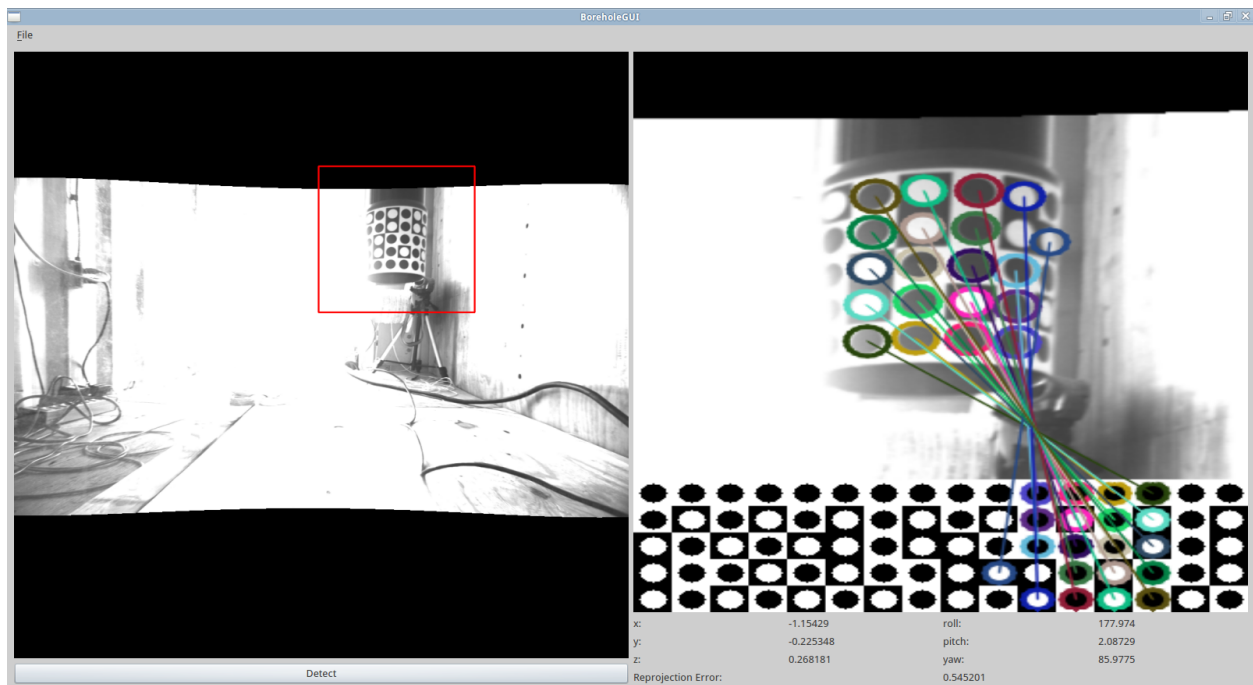 BoreholeGUI
File
x: -1.15429 roll: 177.974
y: -0.225348 pitch: 2.08729
z: 0.268181 yaw: 85.9775
Detect
Reprojection Error: 0.545201